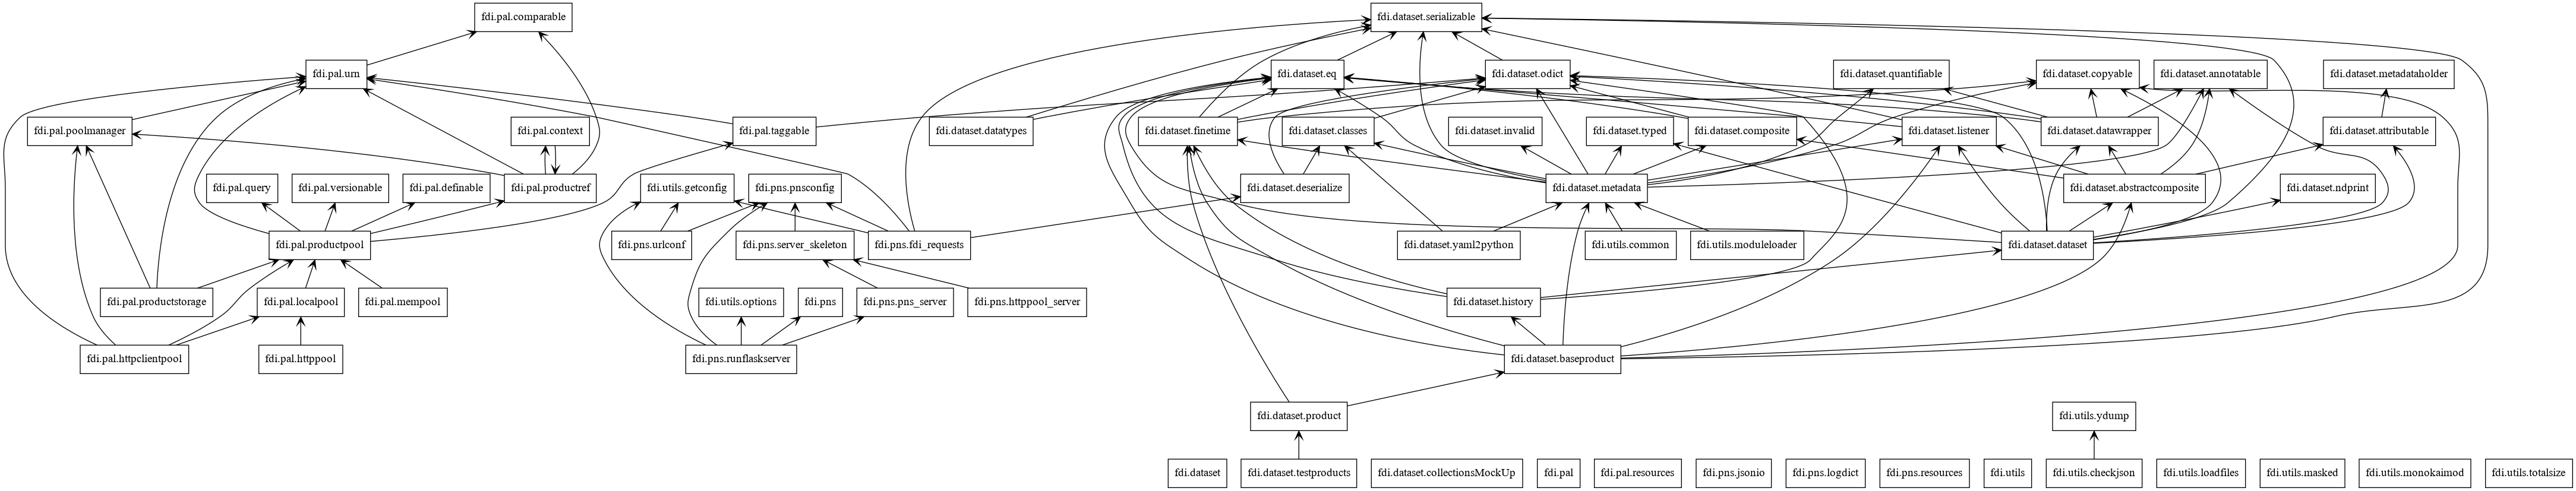 fdi.pal.comparable
fdi.dataset.serializable
fdi.pal.urn
fdi.dataset.eq
fdi.dataset.odict
fdi.dataset.quantifiable
fdi.dataset.copyable
fdi.dataset.annotatable
fdi.dataset.metadataholder
fdi.pal.poolmanager
fdi.pal.context
fdi.pal.taggable
fdi.dataset.datatypes
fdi.dataset.finetime
fdi.dataset.classes
fdi.dataset.invalid
fdi.dataset.typed
fdi.dataset.composite
fdi.dataset.listener
fdi.dataset.datawrapper
fdi.dataset.attributable
fdi.pal.query
fdi.pal.versionable
fdi.pal.definable
fdi.pal.productref
fdi.utils.getconfig
fdi.pns.pnsconfig
fdi.dataset.deserialize
fdi.dataset.metadata
fdi.dataset.abstractcomposite
fdi.dataset.ndprint
fdi.pal.productpool
fdi.pns.urlconf
fdi.pns.server_skeleton
fdi.pns.fdi_requests
fdi.dataset.yaml2python
fdi.utils.common
fdi.utils.moduleloader
fdi.dataset.dataset
fdi.pal.productstorage
fdi.pal.localpool
fdi.pal.mempool
fdi.utils.options
fdi.pns
fdi.pns.pns_server
fdi.pns.httppool_server
fdi.dataset.history
fdi.pal.httpclientpool
fdi.pal.httppool
fdi.pns.runflaskserver
fdi.dataset.baseproduct
fdi.dataset.product
fdi.utils.ydump
fdi.dataset
fdi.dataset.testproducts
fdi.dataset.collectionsMockUp
fdi.pal
fdi.pal.resources
fdi.pns.jsonio
fdi.pns.logdict
fdi.pns.resources
fdi.utils
fdi.utils.checkjson
fdi.utils.loadfiles
fdi.utils.masked
fdi.utils.monokaimod
fdi.utils.totalsize